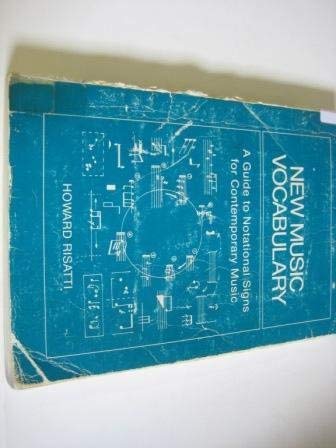 NEW MUSIC
VOCABULARY
A Guide to Notational Signs
for Contemporary Music
HOWARD RISATTI